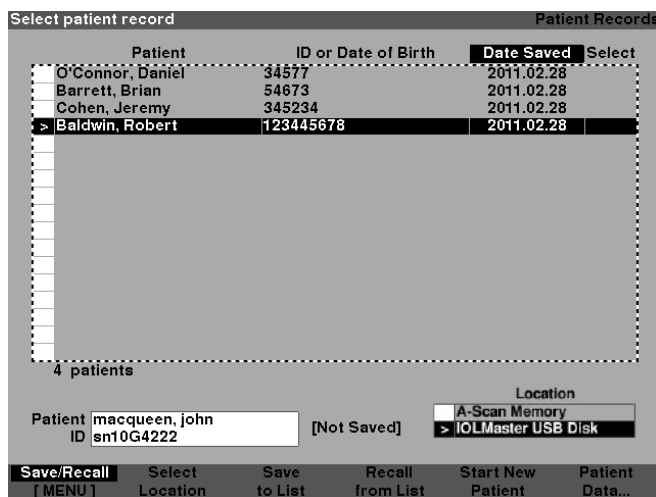 Select patient record Patient Records
Patient ID or Date of Birth Date Saved Select
O'Connor, Daniel 34577 2011.02.28
Barrett, Brian 54673 2011.02.28
Cohen, Jeremy 345234 2011.02.28
> Baldwin, Robert 123445678 2011.02.28
4 patients
Location
A-Scan Memory
> IOLMaster USB Disk
Patient macqueen, john
ID sn10G4222
[Not Saved]
Save/Recall Select Save Recall Start New Patient
[MENU] Location to List from List Patient Data...